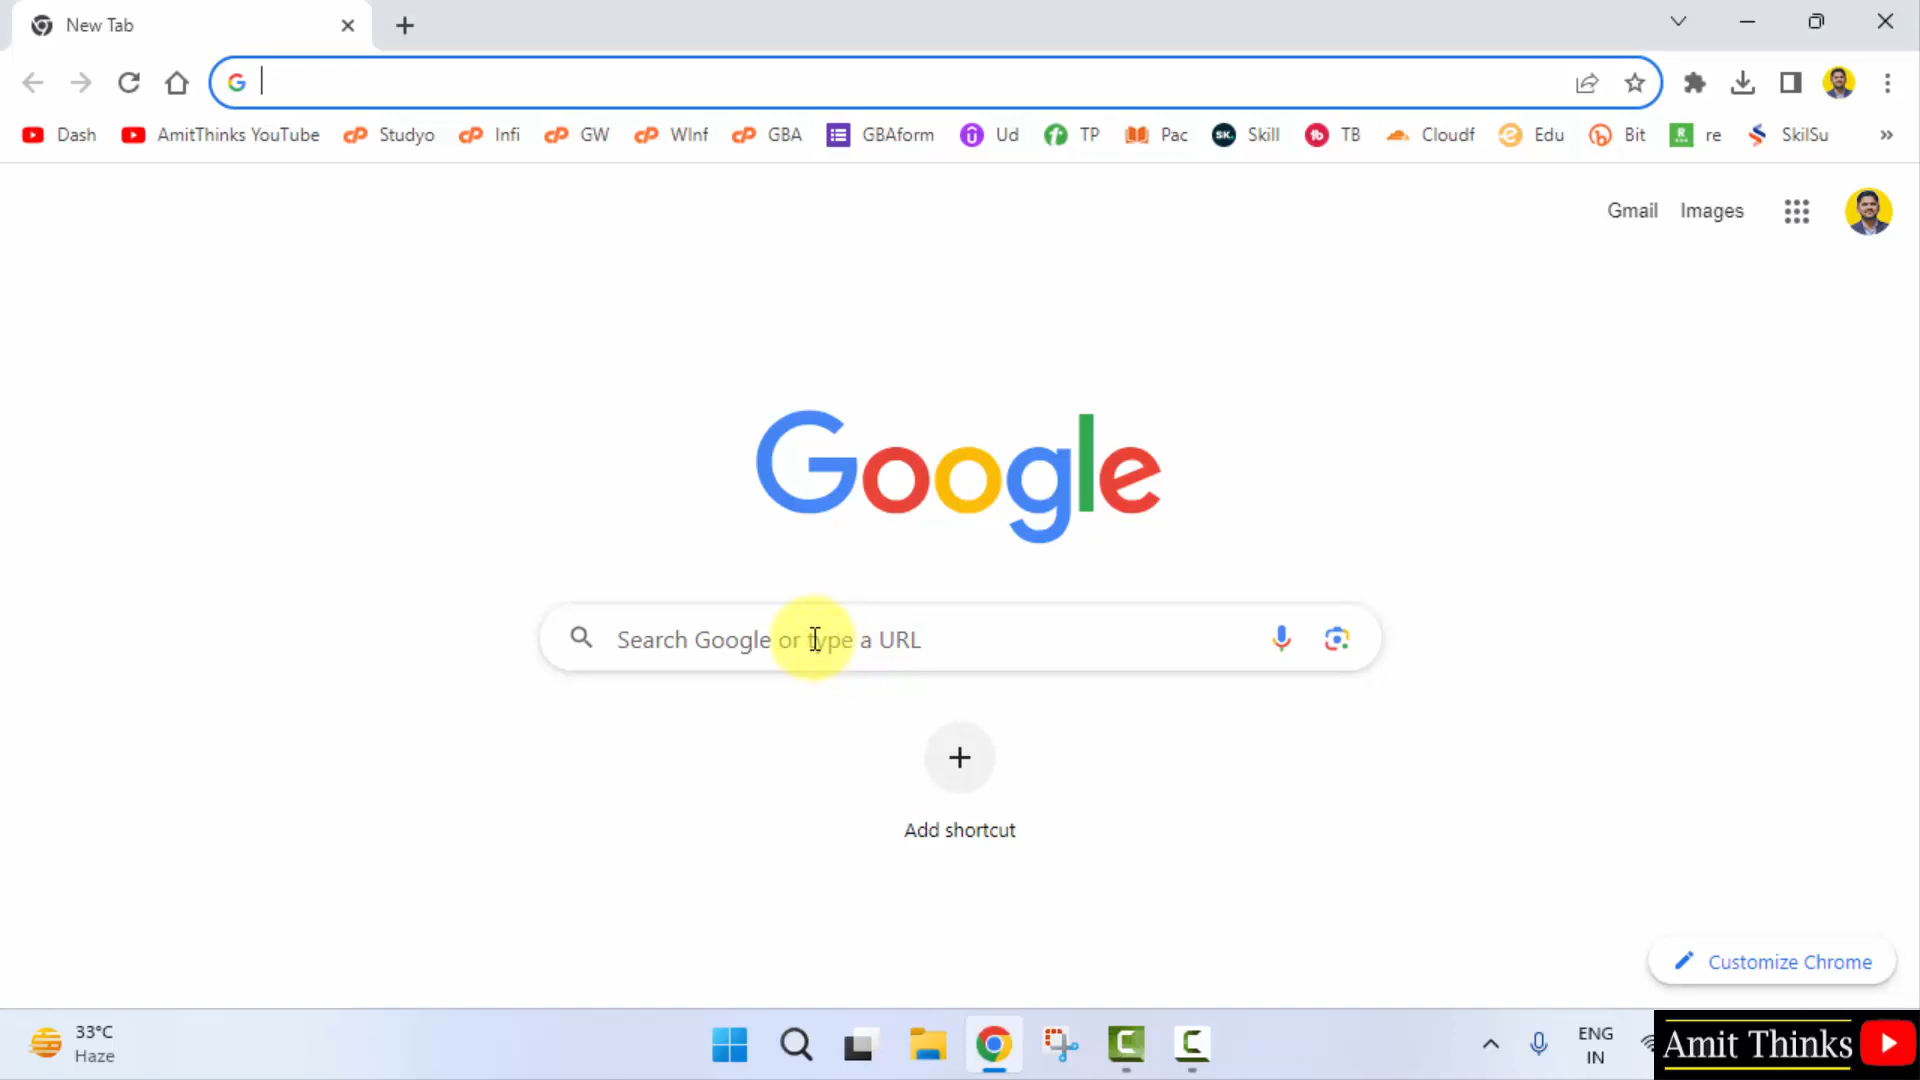 New Tab
Dash AmitThinks YouTube Studyo Infi GW WInf GBA GBAform Ud TP Pac Skill TB Cloudf Edu Bit re SkilSu »
Gmail Images
Google
Search Google or type a URL
Add shortcut
Customize Chrome
33°C
Haze
ENG
IN
Amit Thinks